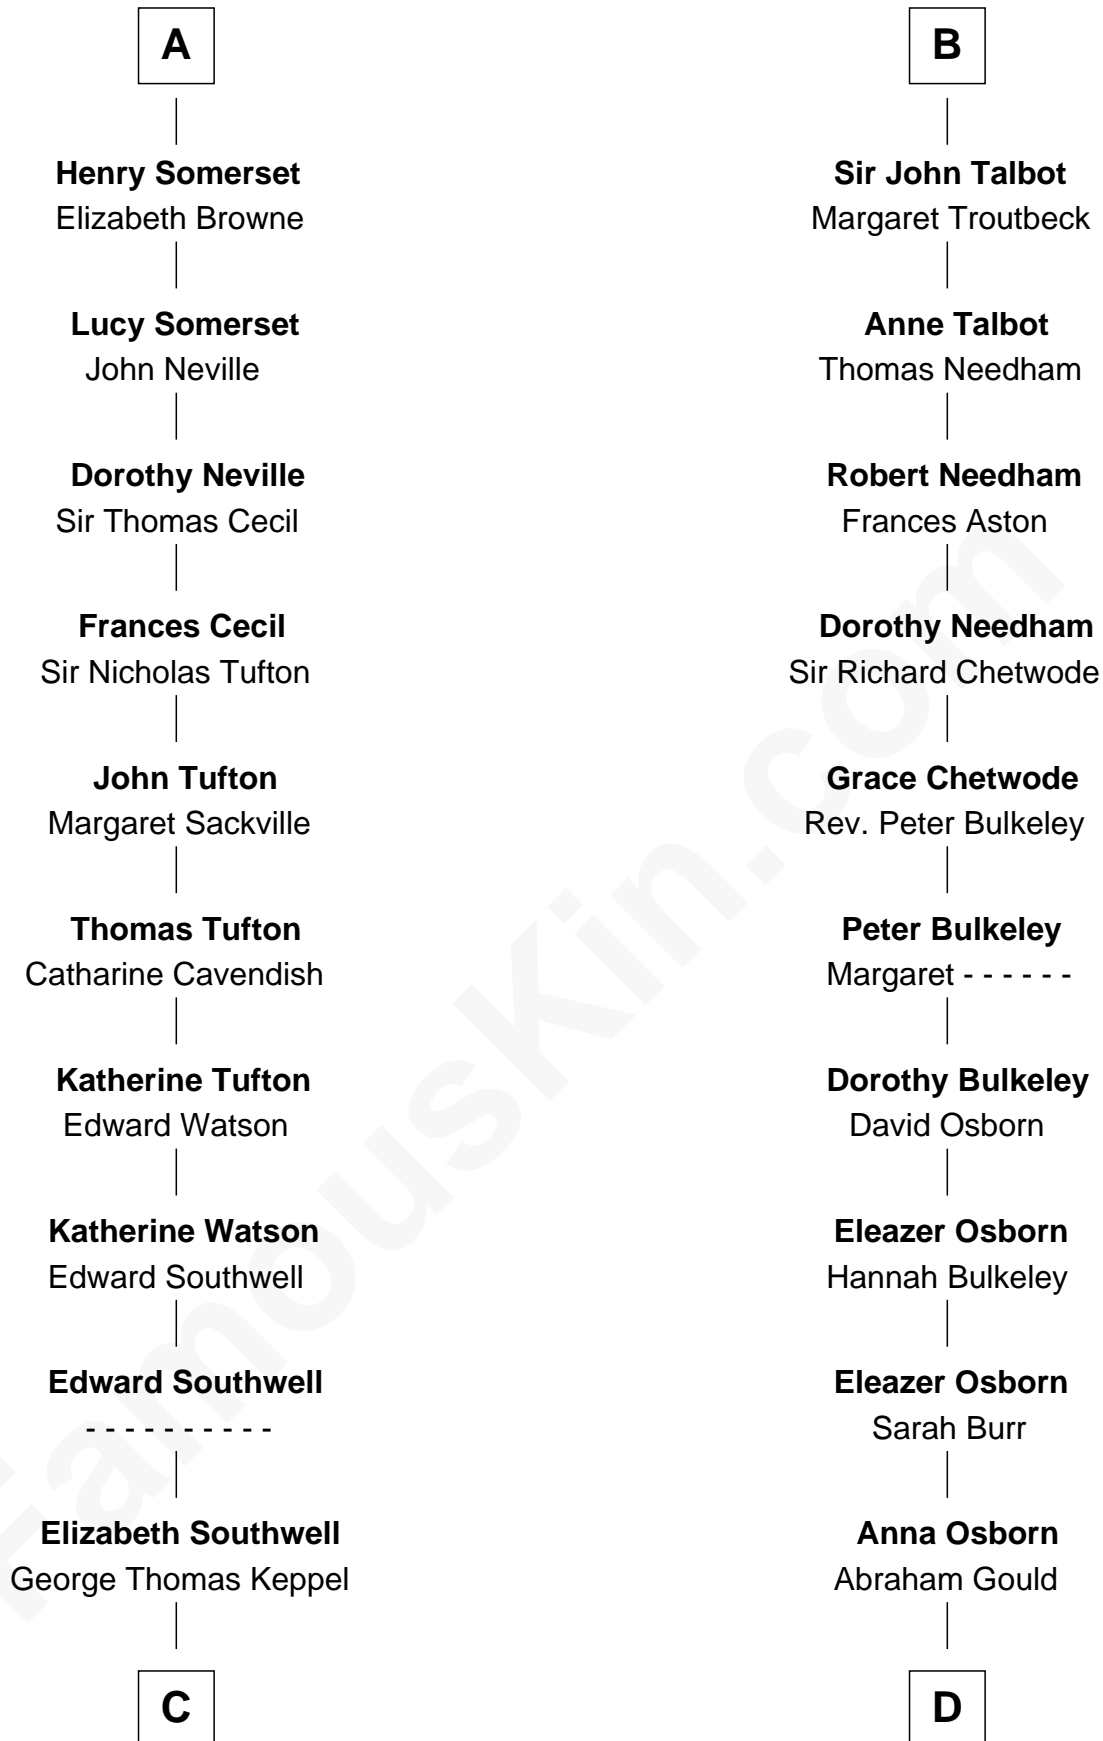 A
Henry Somerset
Elizabeth Browne
Lucy Somerset
John Neville
Dorothy Neville
Sir Thomas Cecil
Frances Cecil
Sir Nicholas Tufton
John Tufton
Margaret Sackville
Thomas Tufton
Catharine Cavendish
Katherine Tufton
Edward Watson
Katherine Watson
Edward Southwell
Edward Southwell
- - - - - - - - - -
Elizabeth Southwell
George Thomas Keppel
C
B
Sir John Talbot
Margaret Troutbeck
Anne Talbot
Thomas Needham
Robert Needham
Frances Aston
Dorothy Needham
Sir Richard Chetwode
Grace Chetwode
Rev. Peter Bulkeley
Peter Bulkeley
Margaret - - - - - -
Dorothy Bulkeley
David Osborn
Eleazer Osborn
Hannah Bulkeley
Eleazer Osborn
Sarah Burr
Anna Osborn
Abraham Gould
D
FamousKin.com